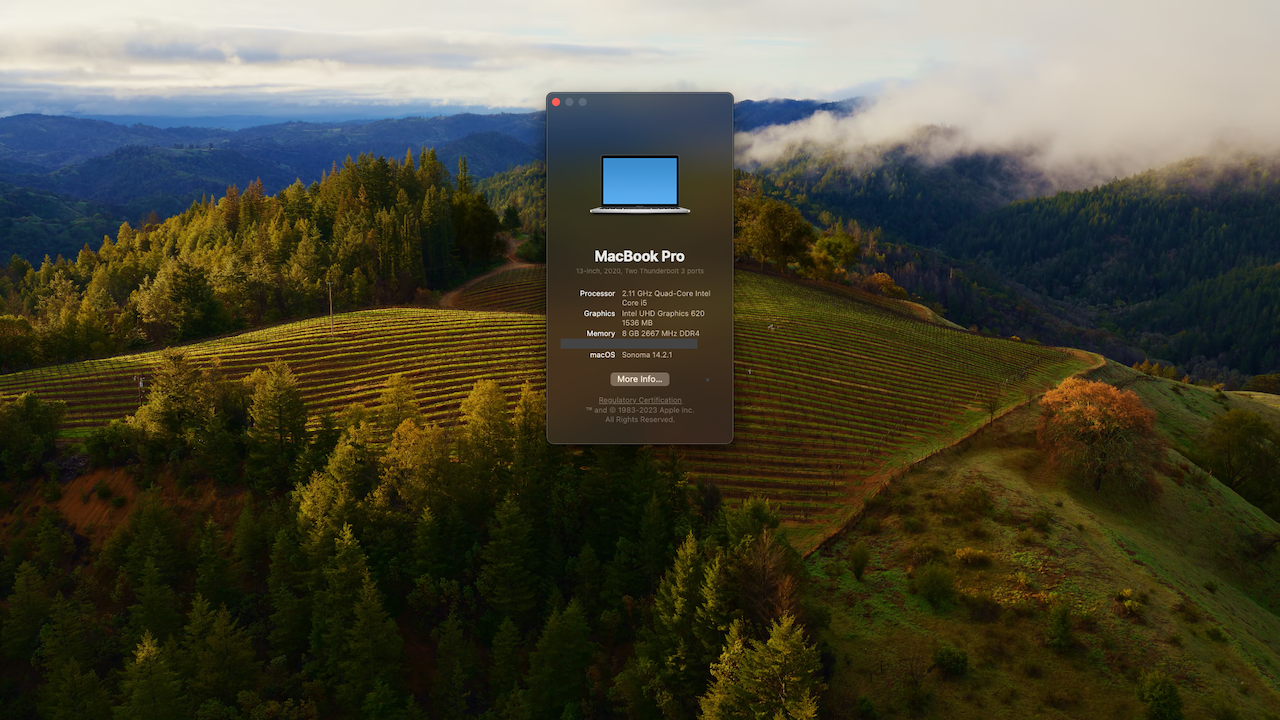 MacBook Pro
13-inch, 2020, Two Thunderbolt 3 ports
Processor 2.11 GHz Quad-Core Intel
Core i5
Graphics Intel UHD Graphics 620
1536 MB
Memory 8 GB 2667 MHz DDR4
macOS Sonoma 14.2.1
More Info...
Regulatory Certification
™ and © 1983-2023 Apple Inc.
All Rights Reserved.